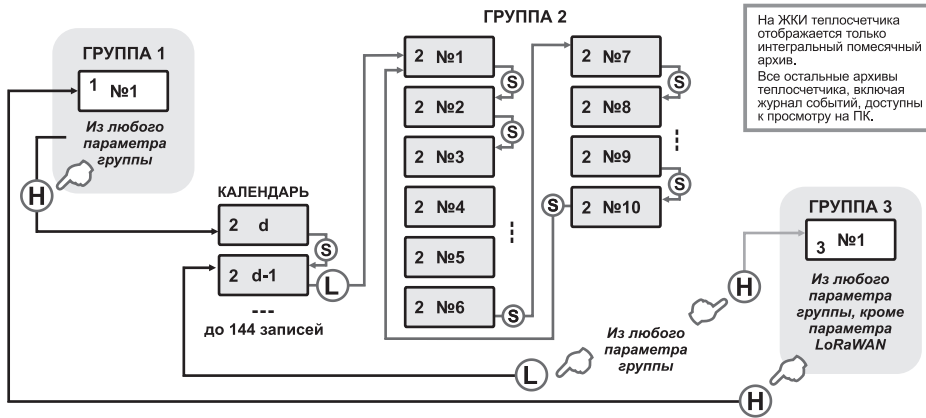 ГРУППА 2
На ЖКИ теплосчетчика
отображается только
интегральный помесячный
архив.
Все остальные архивы
теплосчетчика, включая
журнал событий, доступны
к просмотру на ПК.
ГРУППА 1
1 №1
Из любого
параметра
группы
H
КАЛЕНДАРЬ
2 d
S
2 d-1
L
---
до 144 записей
2 №1
S
2 №2
S
2 №3
2 №4
2 №5
2 №6
S
2 №7
S
2 №8
2 №9
S
2 №10
S
ГРУППА 3
3 №1
Из любого
параметра
группы, кроме
параметра
LoRaWAN
H
Из любого
параметра
группы
L
H